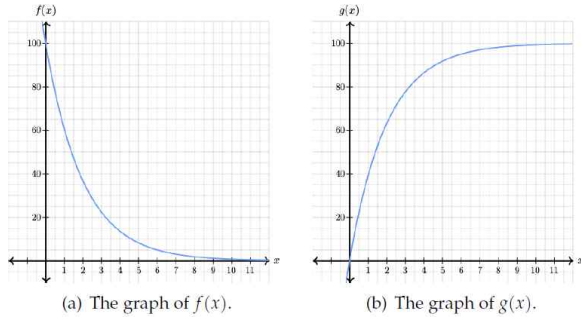 f(x)
100
80
60
40
20
1 2 3 4 5 6 7 8 9 10 11
x
(a) The graph of f(x).
g(x)
100
80
60
40
20
1 2 3 4 5 6 7 8 9 10 11
x
(b) The graph of g(x).